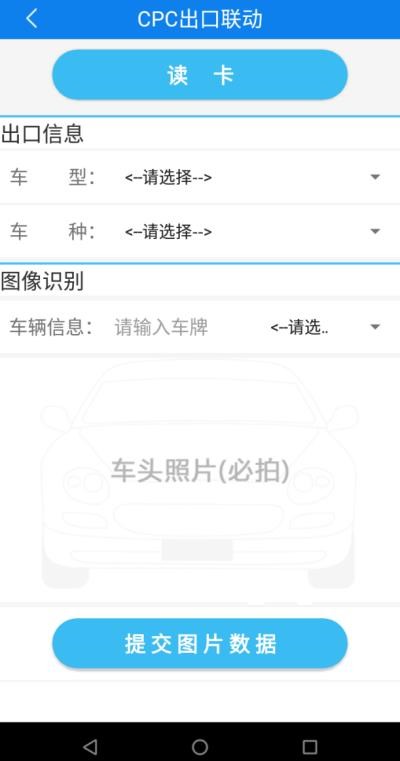 CPC出口联动
读 卡
出口信息
车 型： <--请选择-->
车 种： <--请选择-->
图像识别
车辆信息： 请输入车牌 <--请选..
车头照片(必拍)
提交图片数据